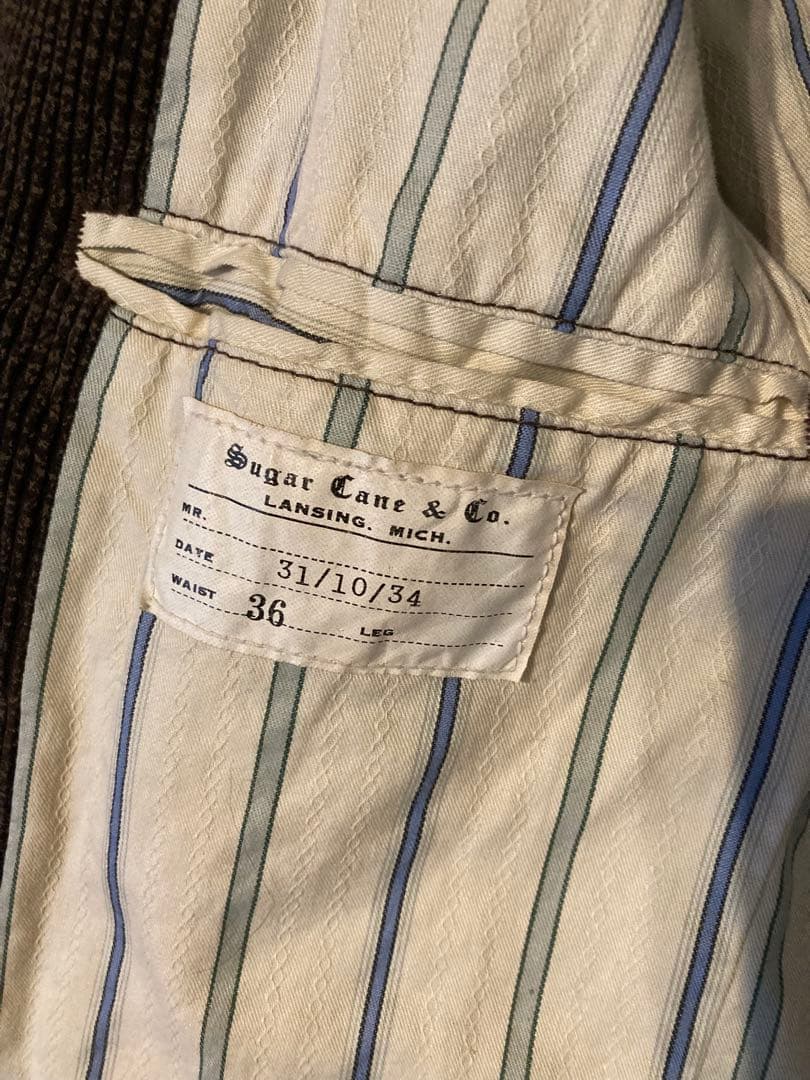 Sugar Cane & Co.
LANSING. MICH.
MR.
DATE 31/10/34
WAIST 36 LEG